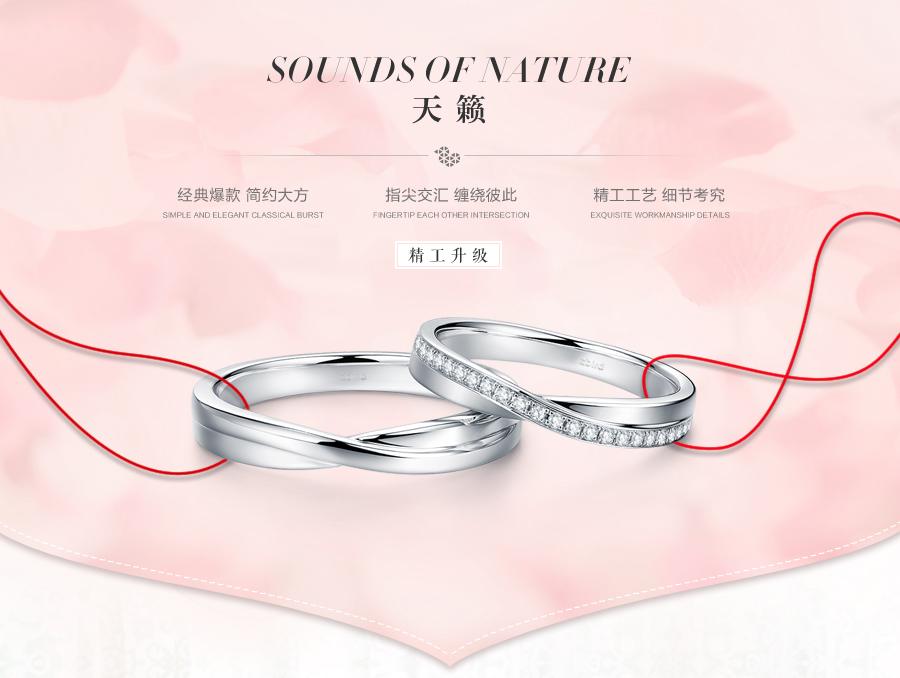 SOUNDS OF NATURE
天籁
经典爆款 简约大方
SIMPLE AND ELEGANT CLASSICAL BURST
指尖交汇 缠绕彼此
FINGERTIP EACH OTHER INTERSECTION
精工工艺 细节考究
EXQUISITE WORKMANSHIP DETAILS
精工升级